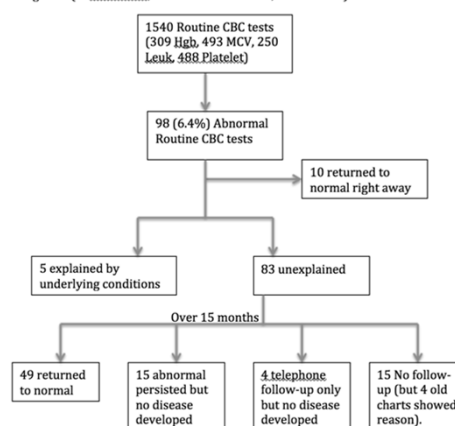 1540 Routine CBC tests
(309 Hgb, 493 MCV, 250
Leuk, 488 Platelet)
98 (6.4%) Abnormal
Routine CBC tests
10 returned to
normal right away
5 explained by
underlying conditions
83 unexplained
Over 15 months
49 returned
to normal
15 abnormal
persisted but
no disease
developed
4 telephone
follow-up only
but no disease
developed
15 No follow-
up (but 4 old
charts showed
reason).